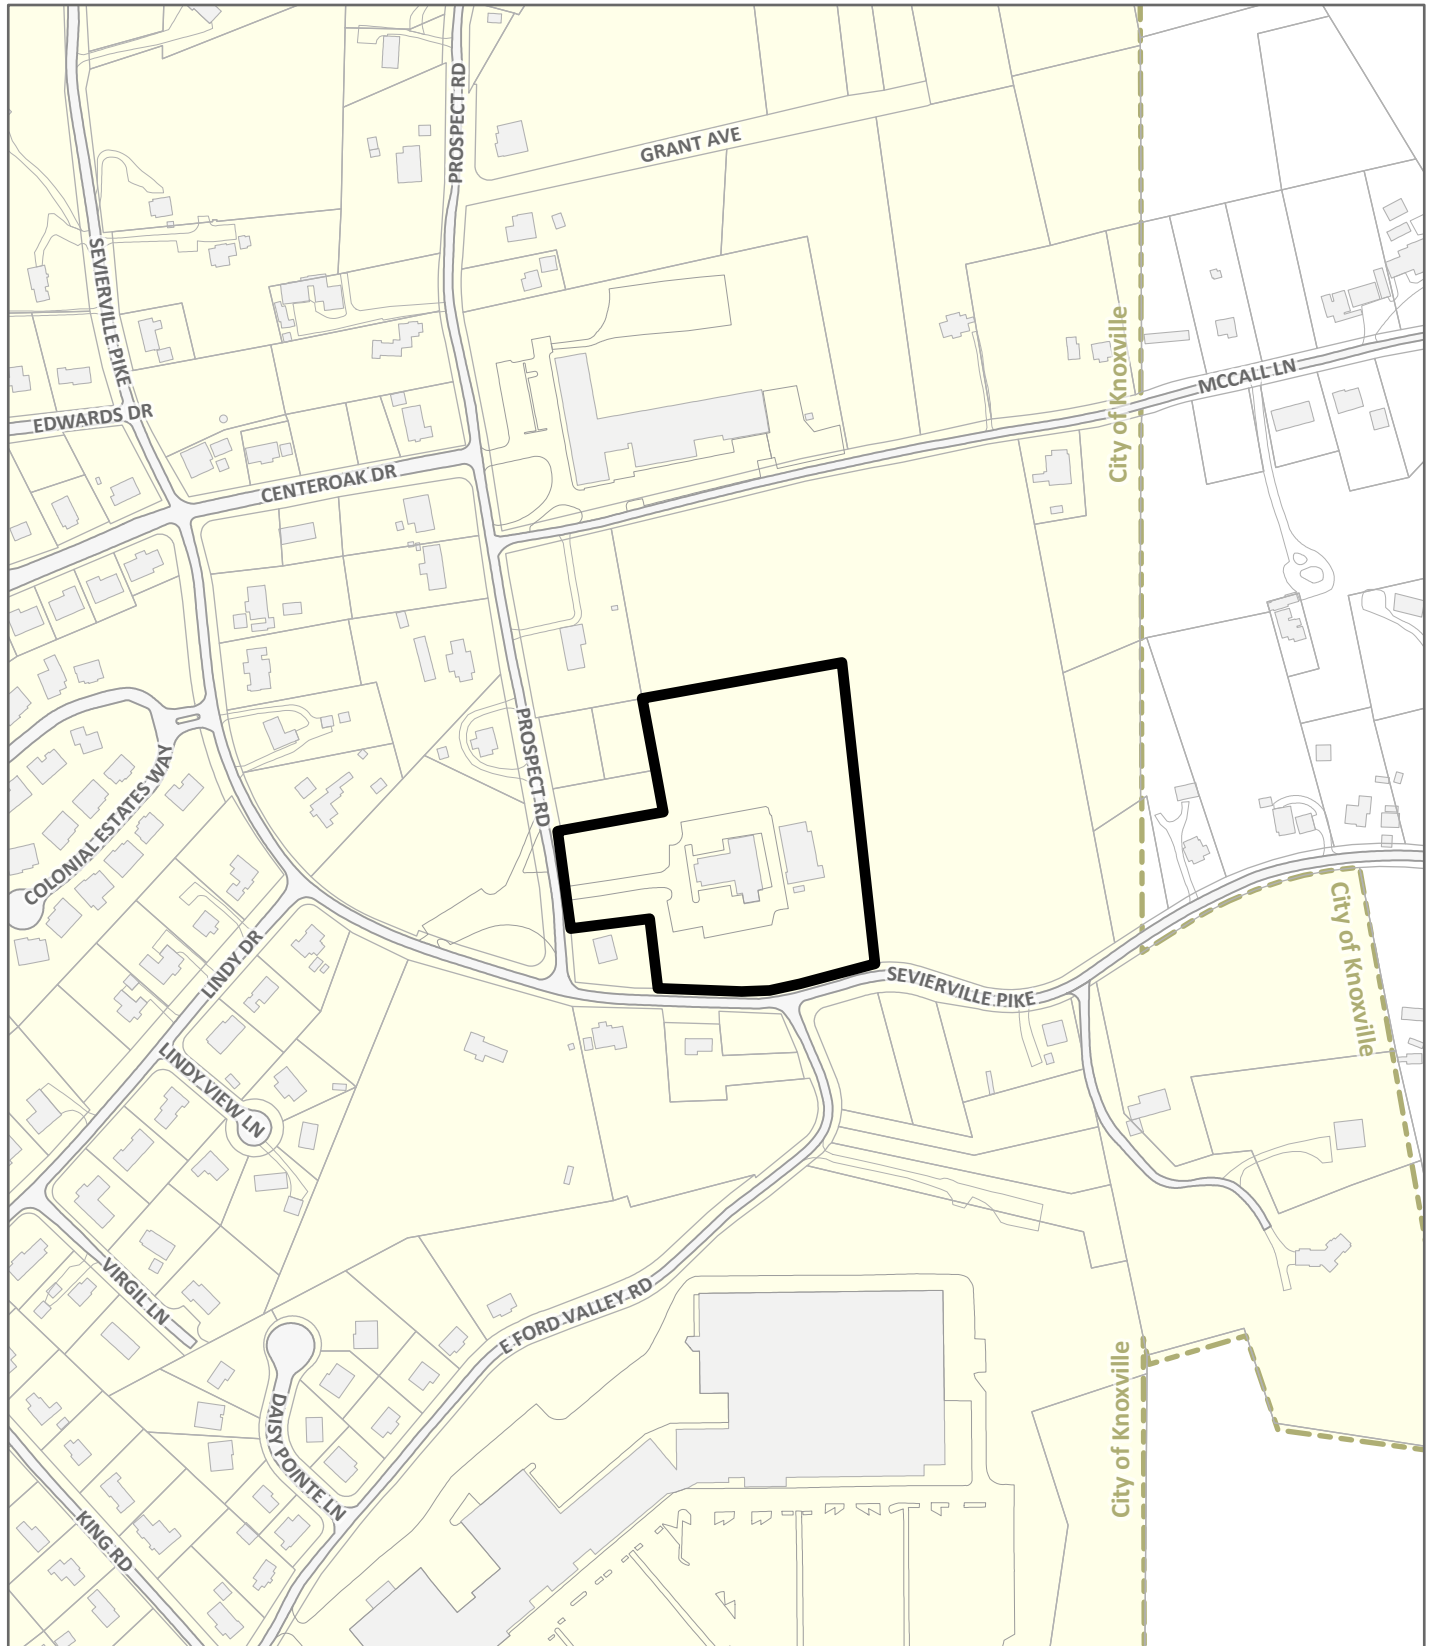 PROSPECT RD
GRANT AVE
SEVIERVILLE PIKE
City of Knoxville
MCCALL LN
EDWARDS DR
CENTEROAK DR
PROSPECT RD
COLONIAL ESTATES WAY
LINDY DR
City of Knoxville
SEVIERVILLE PIKE
LINDY VIEW LN
VIRGIL LN
E FORD VALLEY RD
City of Knoxville
DAISY POINTE LN
KING RD